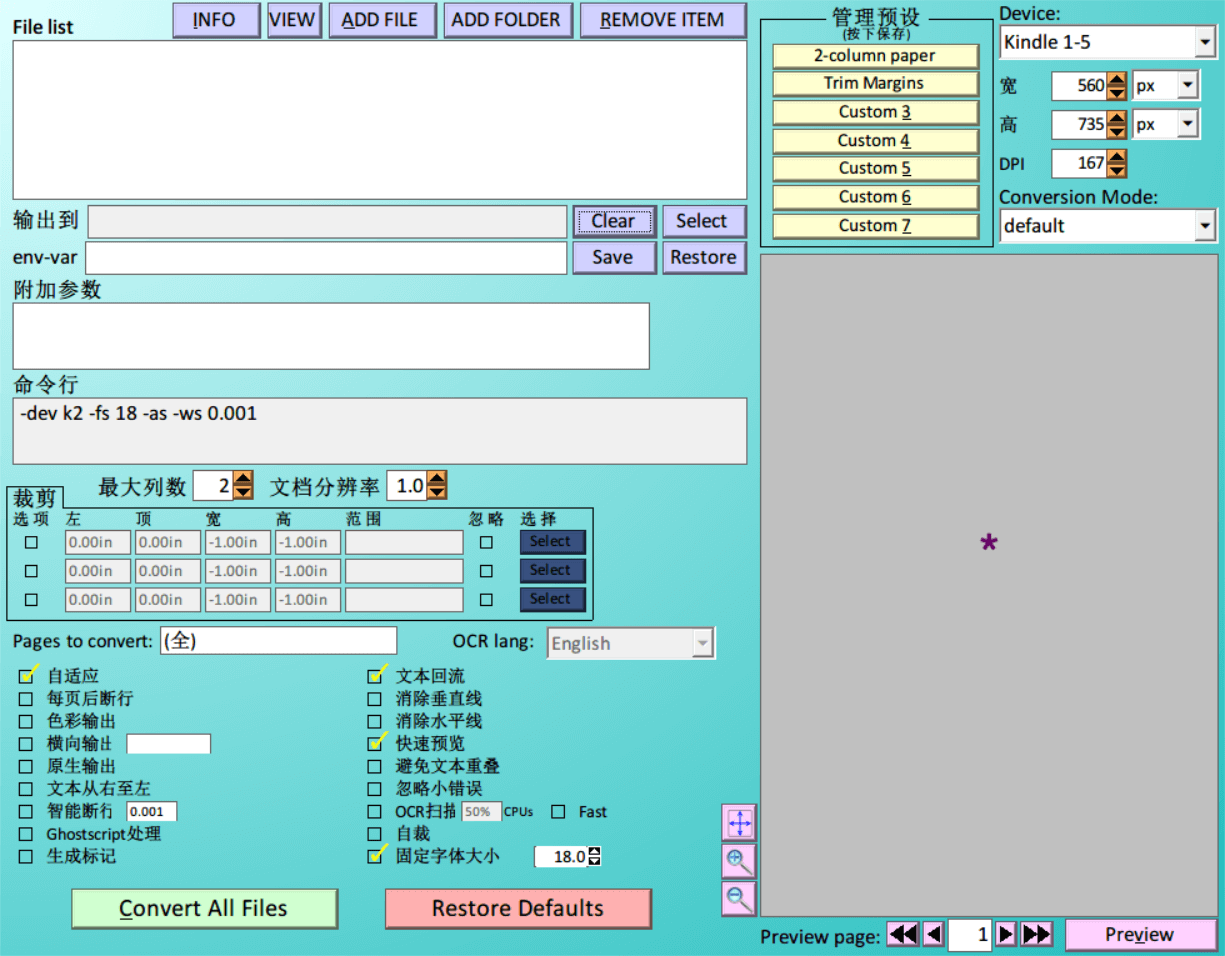 File list INFO VIEW ADD FILE ADD FOLDER REMOVE ITEM
输出到 Clear Select
env-var Save Restore
附加参数
命令行
-dev k2 -fs 18 -as -ws 0.001
最大列数 2 文档分辨率 1.0
裁剪
选项 左 顶 宽 高 范围 忽略 选择
0.00in 0.00in -1.00in -1.00in Select
0.00in 0.00in -1.00in -1.00in Select
0.00in 0.00in -1.00in -1.00in Select
Pages to convert: (全) OCR lang: English
自适应 文本回流
每页后断行 消除垂直线
色彩输出 消除水平线
横向输出 快速预览
原生输出 避免文本重叠
文本从右至左 忽略小错误
智能断行 0.001 OCR扫描 50% CPUs Fast
Ghostscript处理 自裁
生成标记 固定字体大小 18.0
Convert All Files Restore Defaults
管理预设
(按下保存)
2-column paper
Trim Margins
Custom 3
Custom 4
Custom 5
Custom 6
Custom 7
Device:
Kindle 1-5
宽 560 px
高 735 px
DPI 167
Conversion Mode:
default
*
Preview page: 1 Preview